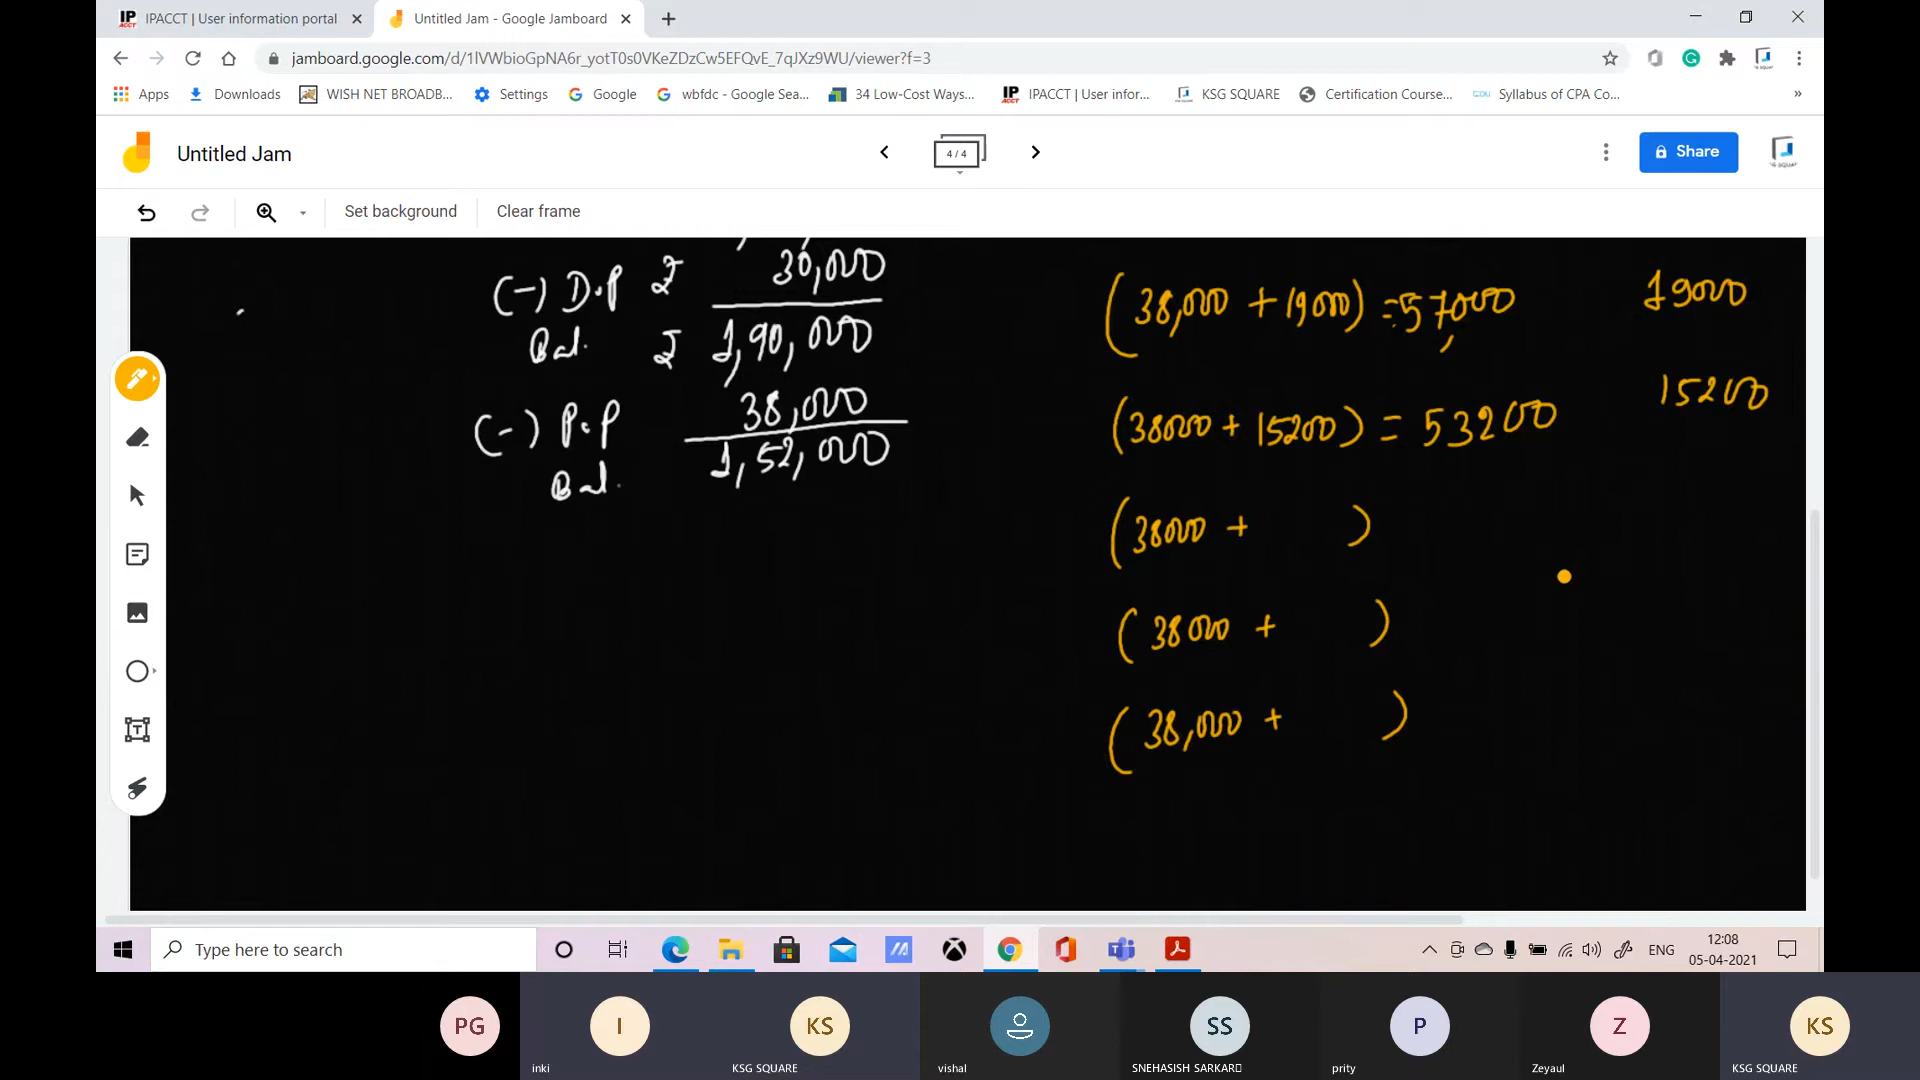 IPACCT | User information portal
Untitled Jam - Google Jamboard
jamboard.google.com/d/1lVWbioGpNA6r_yotT0s0VKeZDzCw5EFQvE_7qJXz9WU/viewer?f=3
Apps Downloads WISH NET BROADB... Settings Google wbfdc - Google Sea... 34 Low-Cost Ways... IPACCT | User infor... KSG SQUARE Certification Course... Syllabus of CPA Co... »
Untitled Jam
4 / 4
Share
Set background Clear frame
(-) D.P ₹ 30,000
Bal. ₹ 1,90,000
(-) P.P 38,000
Bal. 1,52,000
(38,000 + 19000) = 57,000 19000
(38000 + 15200) = 53200 15200
(38000 + )
(38000 + )
(38,000 + )
Type here to search
ENG
12:08
05-04-2021
PG
I
KS
SS
P
Z
KS
inki
KSG SQUARE
vishal
SNEHASISH SARKAR
prity
Zeyaul
KSG SQUARE